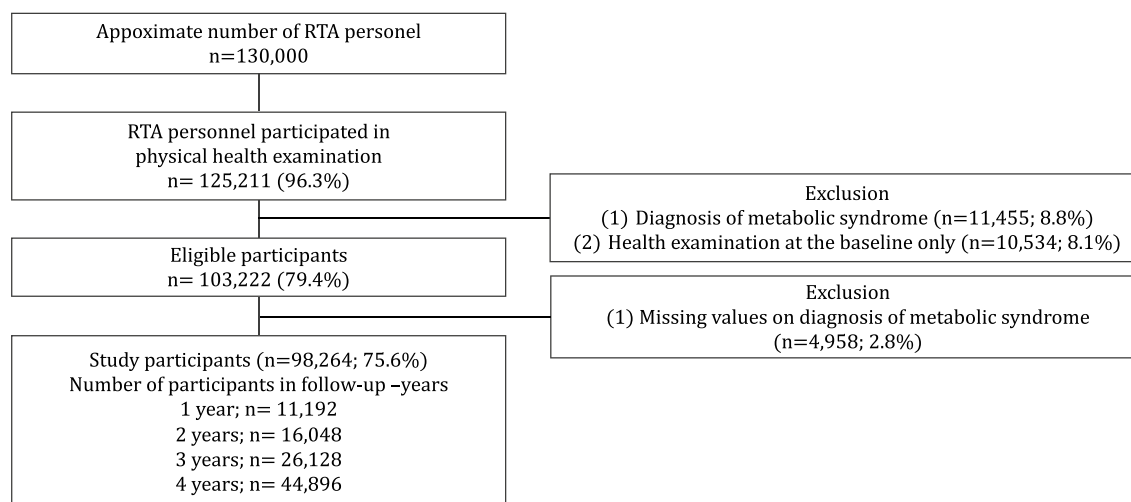 Appoximate number of RTA personel
n=130,000
RTA personnel participated in
physical health examination
n= 125,211 (96.3%)
Exclusion
(1) Diagnosis of metabolic syndrome (n=11,455; 8.8%)
(2) Health examination at the baseline only (n=10,534; 8.1%)
Eligible participants
n= 103,222 (79.4%)
Exclusion
(1) Missing values on diagnosis of metabolic syndrome
(n=4,958; 2.8%)
Study participants (n=98,264; 75.6%)
Number of participants in follow-up –years
1 year; n= 11,192
2 years; n= 16,048
3 years; n= 26,128
4 years; n= 44,896